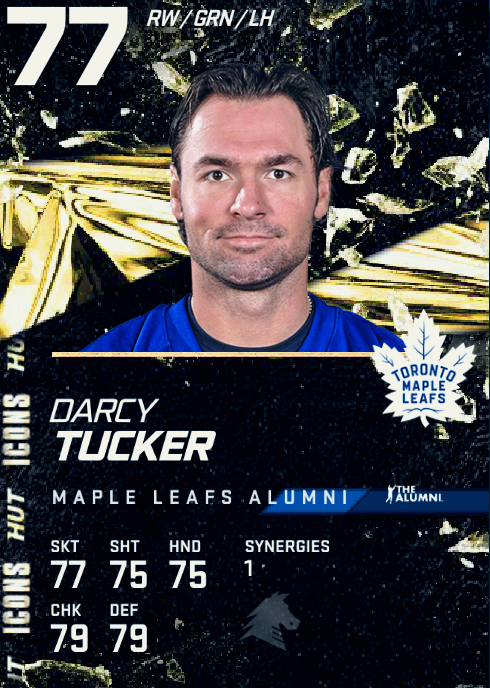 77
RW / GRN / LH
TORONTO
MAPLE
LEAFS
DARCY
TUCKER
MAPLE LEAFS ALUMNI
THE
ALUMNI
SKT SHT HND SYNERGIES
77 75 75 1
CHK DEF
79 79
HUT ICONS HUT ICONS HUT